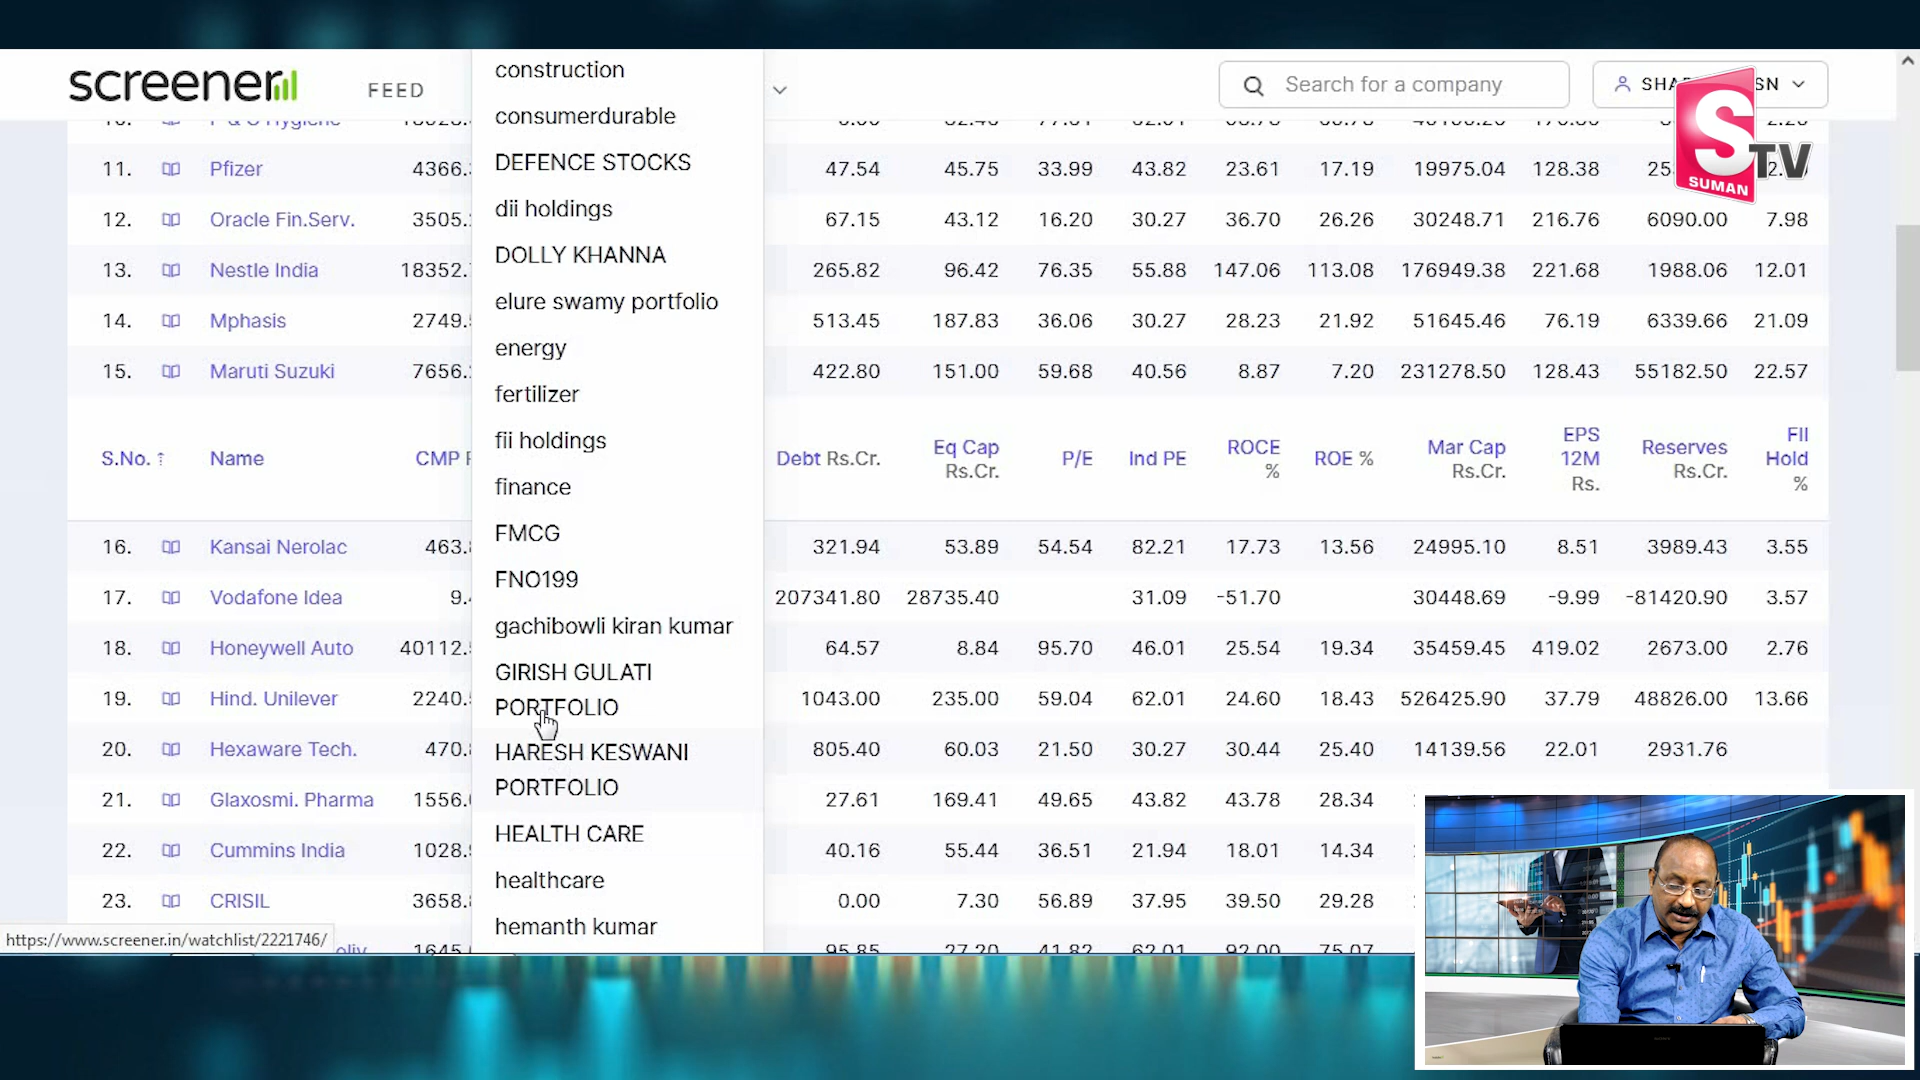 screener
FEED
Search for a company
SUMAN
S
TV
construction
consumerdurable
DEFENCE STOCKS
dii holdings
DOLLY KHANNA
elure swamy portfolio
energy
fertilizer
fii holdings
finance
FMCG
FNO199
gachibowli kiran kumar
GIRISH GULATI
PORTFOLIO
HARESH KESWANI
PORTFOLIO
HEALTH CARE
healthcare
hemanth kumar
11. Pfizer 47.54 45.75 33.99 43.82 23.61 17.19 19975.04 128.38
12. Oracle Fin.Serv. 67.15 43.12 16.20 30.27 36.70 26.26 30248.71 216.76 6090.00 7.98
13. Nestle India 265.82 96.42 76.35 55.88 147.06 113.08 176949.38 221.68 1988.06 12.01
14. Mphasis 513.45 187.83 36.06 30.27 28.23 21.92 51645.46 76.19 6339.66 21.09
15. Maruti Suzuki 422.80 151.00 59.68 40.56 8.87 7.20 231278.50 128.43 55182.50 22.57
S.No. Name CMP Debt Rs.Cr. Eq Cap Rs.Cr. P/E Ind PE ROCE % ROE % Mar Cap Rs.Cr. EPS 12M Rs. Reserves Rs.Cr. FII Hold %
16. Kansai Nerolac 321.94 53.89 54.54 82.21 17.73 13.56 24995.10 8.51 3989.43 3.55
17. Vodafone Idea 207341.80 28735.40 31.09 -51.70 30448.69 -9.99 -81420.90 3.57
18. Honeywell Auto 64.57 8.84 95.70 46.01 25.54 19.34 35459.45 419.02 2673.00 2.76
19. Hind. Unilever 1043.00 235.00 59.04 62.01 24.60 18.43 526425.90 37.79 48826.00 13.66
20. Hexaware Tech. 805.40 60.03 21.50 30.27 30.44 25.40 14139.56 22.01 2931.76
21. Glaxosmi. Pharma 27.61 169.41 49.65 43.82 43.78 28.34
22. Cummins India 40.16 55.44 36.51 21.94 18.01 14.34
23. CRISIL 0.00 7.30 56.89 37.95 39.50 29.28
https://www.screener.in/watchlist/2221746/